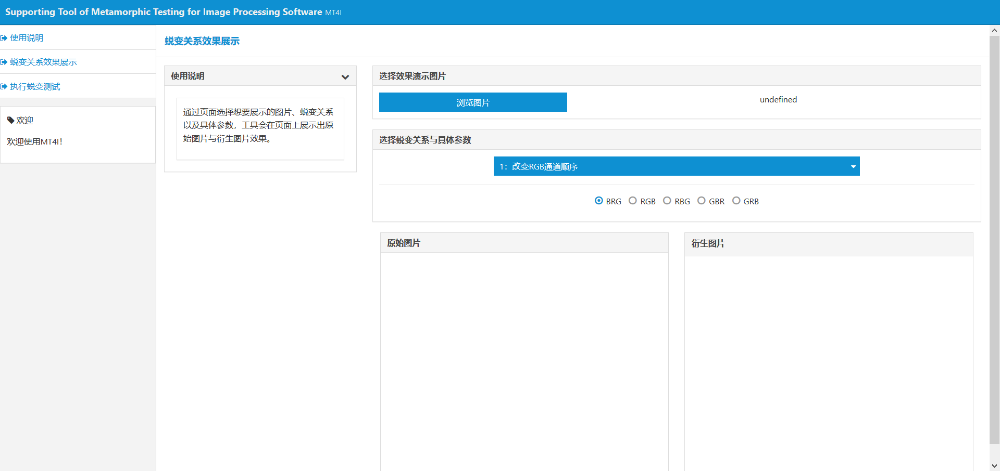 Supporting Tool of Metamorphic Testing for Image Processing Software MT4I
使用说明
蜕变关系效果展示
执行蜕变测试
欢迎
欢迎使用MT4I！
蜕变关系效果展示
使用说明
通过页面选择想要展示的图片、蜕变关系
以及具体参数，工具会在页面上展示出原
始图片与衍生图片效果。
选择效果演示图片
浏览图片
undefined
选择蜕变关系与具体参数
1：改变RGB通道顺序
BRG RGB RBG GBR GRB
原始图片
衍生图片